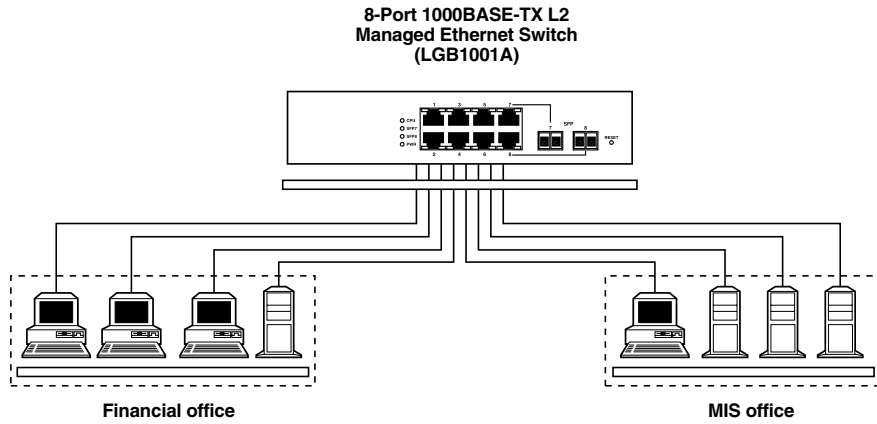 8-Port 1000BASE-TX L2
Managed Ethernet Switch
(LGB1001A)
1 3 5 7
CPU
SFP7
SFP8
PWR
7 SFP 8
RESET
2 4 6 8
Financial office
MIS office